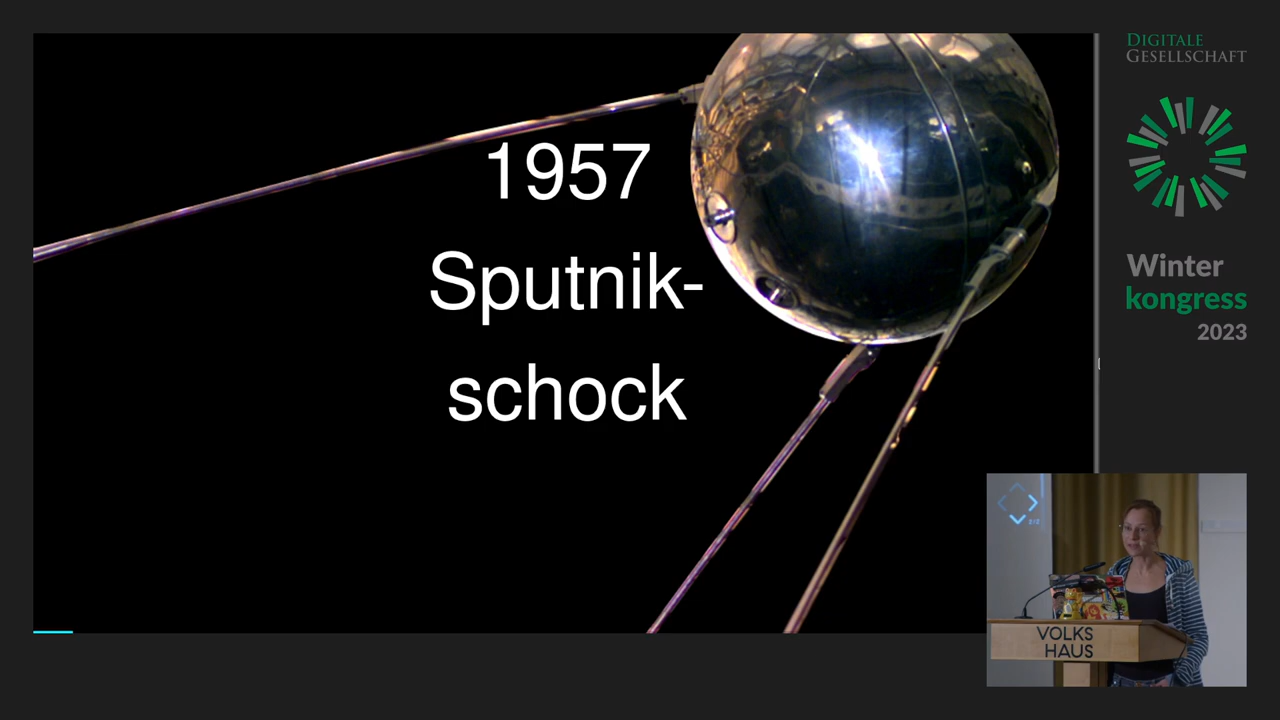 1957
Sputnik-
schock
DIGITALE
GESELLSCHAFT
Winter
kongress
2023
VOLKS
HAUS